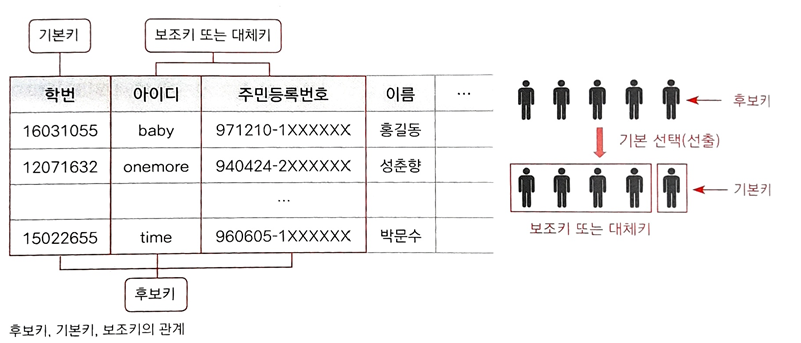 기본키
보조키 또는 대체키
학번 아이디 주민등록번호 이름 …
16031055 baby 971210-1XXXXXX 홍길동
12071632 onemore 940424-2XXXXXX 성춘향
…
15022655 time 960605-1XXXXXX 박문수
후보키
후보키, 기본키, 보조키의 관계
후보키
기본 선택(선출)
기본키
보조키 또는 대체키